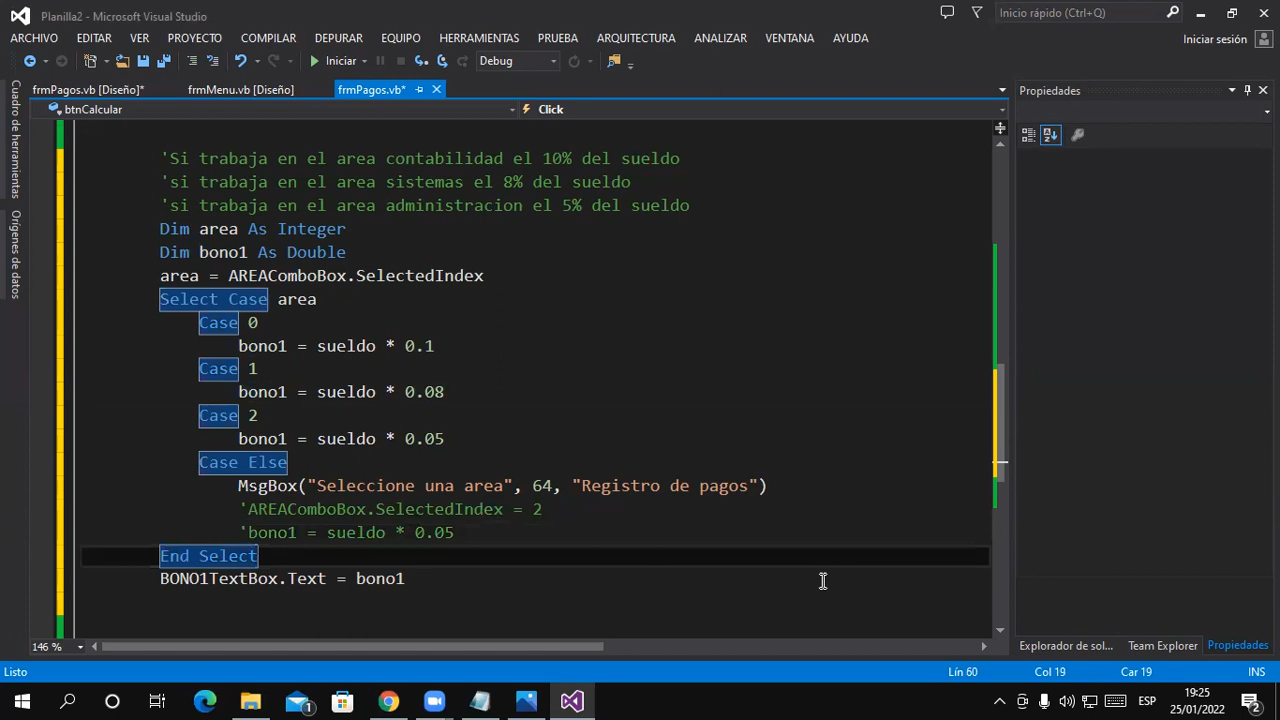 Planilla2 - Microsoft Visual Studio
Inicio rápido (Ctrl+Q)
ARCHIVO EDITAR VER PROYECTO COMPILAR DEPURAR EQUIPO HERRAMIENTAS PRUEBA ARQUITECTURA ANALIZAR VENTANA AYUDA
Iniciar sesión
Iniciar
Debug
Cuadro de herramientas
Orígenes de datos
frmPagos.vb [Diseño]* frmMenu.vb [Diseño] frmPagos.vb*
btnCalcular Click
'Si trabaja en el area contabilidad el 10% del sueldo
'si trabaja en el area sistemas el 8% del sueldo
'si trabaja en el area administracion el 5% del sueldo
Dim area As Integer
Dim bono1 As Double
area = AREAComboBox.SelectedIndex
Select Case area
Case 0
bono1 = sueldo * 0.1
Case 1
bono1 = sueldo * 0.08
Case 2
bono1 = sueldo * 0.05
Case Else
MsgBox("Seleccione una area", 64, "Registro de pagos")
'AREAComboBox.SelectedIndex = 2
'bono1 = sueldo * 0.05
End Select
BONO1TextBox.Text = bono1
146 %
Propiedades
Explorador de sol... Team Explorer Propiedades
Listo Lín 60 Col 19 Car 19 INS
1
ESP
19:25
25/01/2022
2